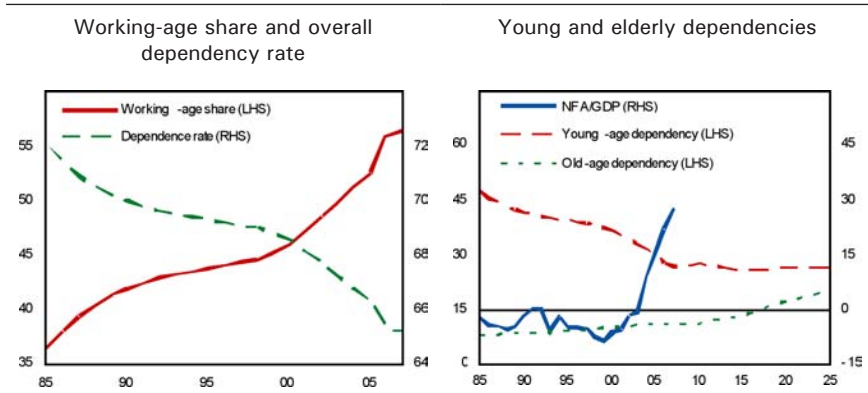 Working-age share and overall
dependency rate
Working -age share (LHS)
Dependence rate (RHS)
55
50
45
40
35
72
70
68
66
64
85 90 95 00 05
Young and elderly dependencies
NFA/GDP (RHS)
Young -age dependency (LHS)
Old -age dependency (LHS)
60
45
30
15
0
45
30
15
0
-15
85 90 95 00 05 10 15 20 25